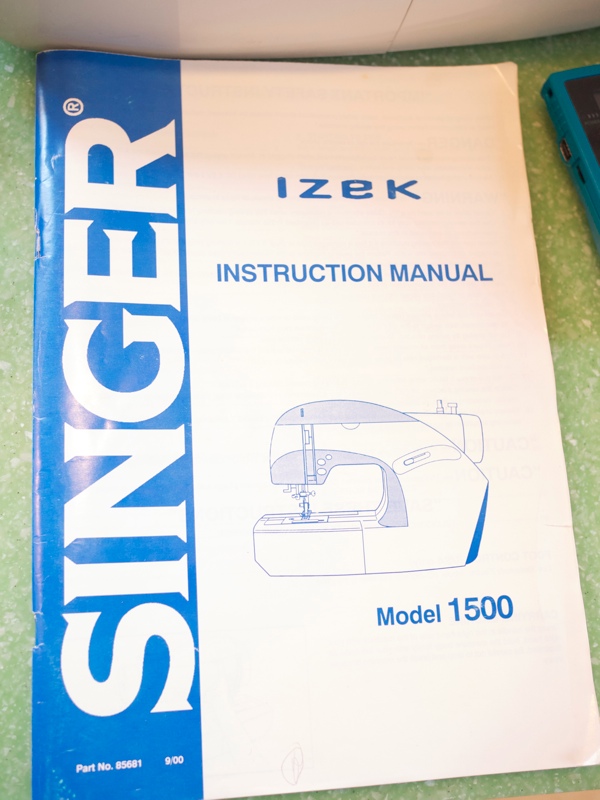 SINGER®
IZEK
INSTRUCTION MANUAL
Model 1500
Part No. 85681 9/00